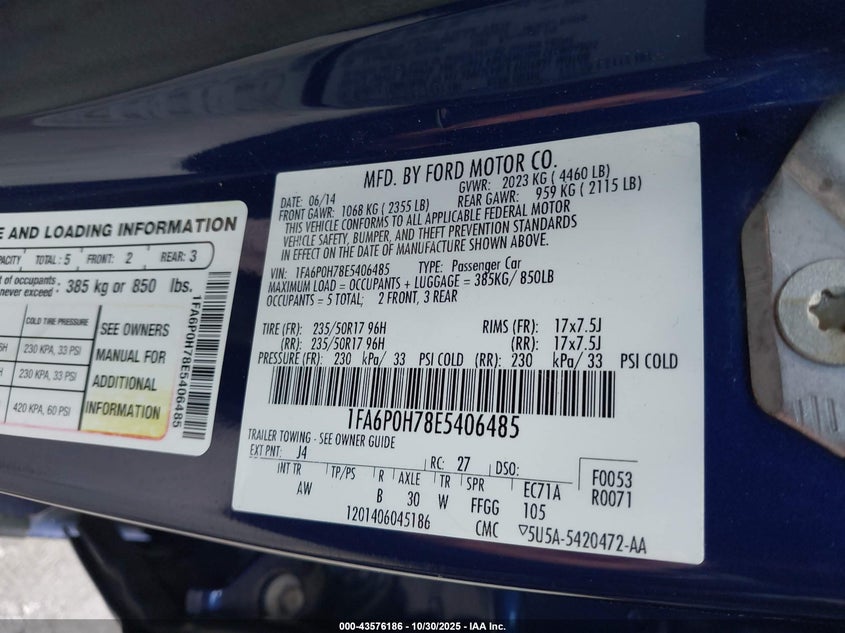 E AND LOADING INFORMATION
PACITY TOTAL: 5 FRONT: 2 REAR: 3
t of occupants:
never exceed: 385 kg or 850 lbs.
COLD TIRE PRESSURE
230 KPA, 33 PSI
230 KPA, 33 PSI
420 KPA, 60 PSI
SEE OWNERS
MANUAL FOR
ADDITIONAL
INFORMATION
1FA6P0H78E5406485
MFD. BY FORD MOTOR CO.
DATE: 06/14 GVWR: 2023 KG ( 4460 LB)
FRONT GAWR: 1068 KG ( 2355 LB) REAR GAWR: 959 KG ( 2115 LB)
THIS VEHICLE CONFORMS TO ALL APPLICABLE FEDERAL MOTOR
VEHICLE SAFETY, BUMPER, AND THEFT PREVENTION STANDARDS
IN EFFECT ON THE DATE OF MANUFACTURE SHOWN ABOVE.
VIN: 1FA6P0H78E5406485 TYPE: Passenger Car
MAXIMUM LOAD = OCCUPANTS + LUGGAGE = 385KG/ 850LB
OCCUPANTS = 5 TOTAL; 2 FRONT, 3 REAR
TIRE (FR): 235/50R17 96H RIMS (FR): 17x7.5J
(RR): 235/50R17 96H (RR): 17x7.5J
PRESSURE (FR): 230 kPa/ 33 PSI COLD (RR): 230 kPa/ 33 PSI COLD
1FA6P0H78E5406485
TRAILER TOWING - SEE OWNER GUIDE
EXT PNT: J4 RC: 27 DSO:
INT TR TP/PS R AXLE TR SPR EC71A F0053
AW B 30 W FFGG 105 R0071
1201406045186 CMC 5U5A-5420472-AA
000-43576186 - 10/30/2025 - IAA Inc.